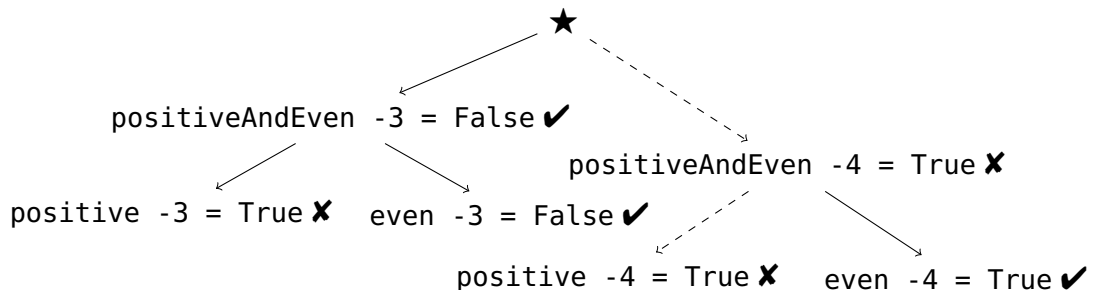 ★
positiveAndEven -3 = False ✔
positiveAndEven -4 = True ✘
positive -3 = True ✘
even -3 = False ✔
positive -4 = True ✘
even -4 = True ✔